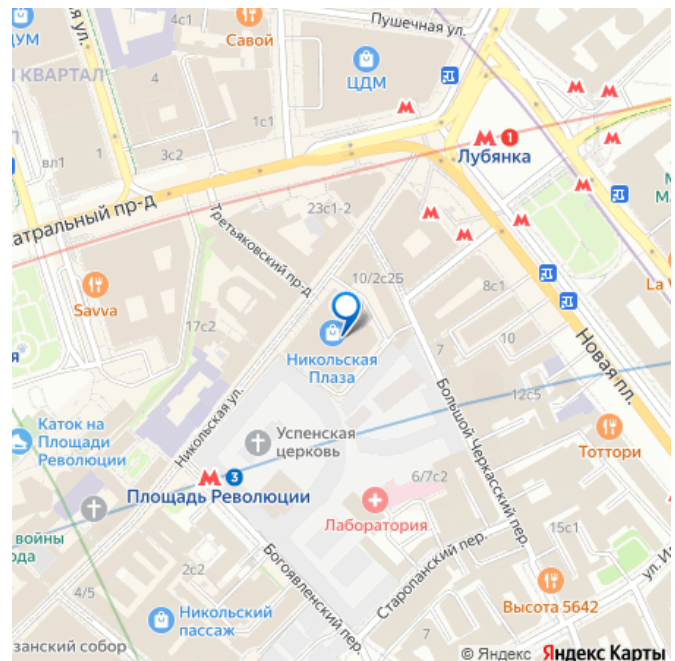 4с1
Пушечная ул.
ЦУМ
Савой
ЦДМ
КВАРТАЛ
4
1с1
вл1
3с2
1
Лубянка
атральный пр-д
Третьяковский пр-д
23с1-2
Savva
10/2с25
8с1
La
17с2
Никольская
Плаза
7
10
Новая пл.
Никольская ул.
Большой Черкасский пер.
12с5
Каток на
Площади
Революции
Успенская
церковь
Тоттори
3
Площадь Революции
6/7с2
Лаборатория
войны
ода
15с1
Старопанский пер.
ул. И
2с2
Богоявленский пер.
4/5
Высота 5642
Никольский
пассаж
7
занский собор
© Яндекс Яндекс Карты